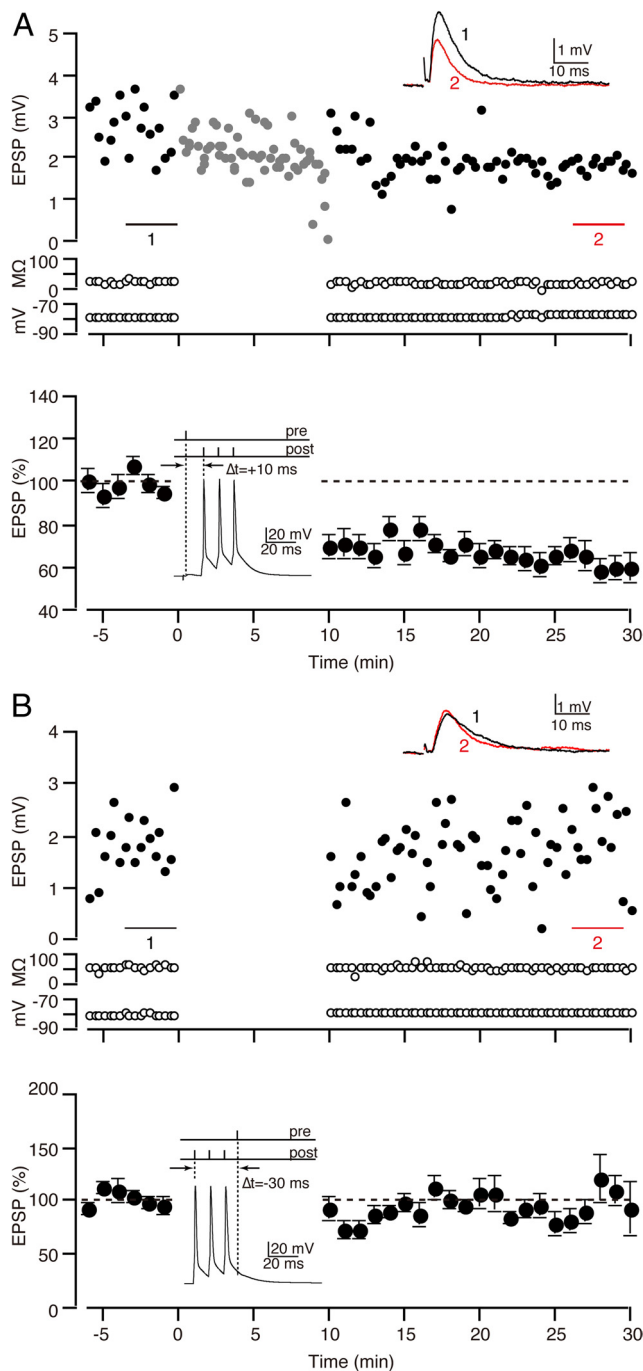 A
5
4
3
2
1
0
EPSP (mV)
1
2
1 mV
10 ms
1
2
100
0
MΩ
-70
-90
mV
140
120
100
80
60
40
EPSP (%)
pre
post
Δt=+10 ms
20 mV
20 ms
-5
0
5
10
15
20
25
30
Time (min)
B
4
3
2
1
0
EPSP (mV)
1
2
1 mV
10 ms
1
2
100
0
MΩ
-70
-90
mV
200
150
100
50
0
EPSP (%)
pre
post
Δt=-30 ms
20 mV
20 ms
-5
0
5
10
15
20
25
30
Time (min)